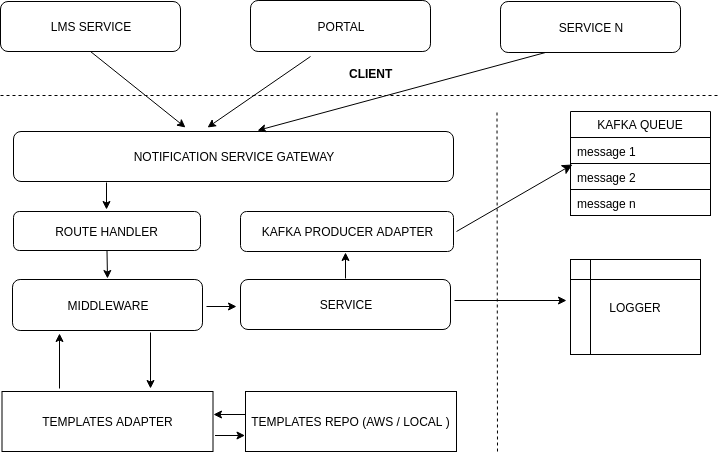 LMS SERVICE
PORTAL
SERVICE N
CLIENT
NOTIFICATION SERVICE GATEWAY
KAFKA QUEUE
message 1
message 2
message n
ROUTE HANDLER
KAFKA PRODUCER ADAPTER
MIDDLEWARE
SERVICE
LOGGER
TEMPLATES ADAPTER
TEMPLATES REPO (AWS / LOCAL )